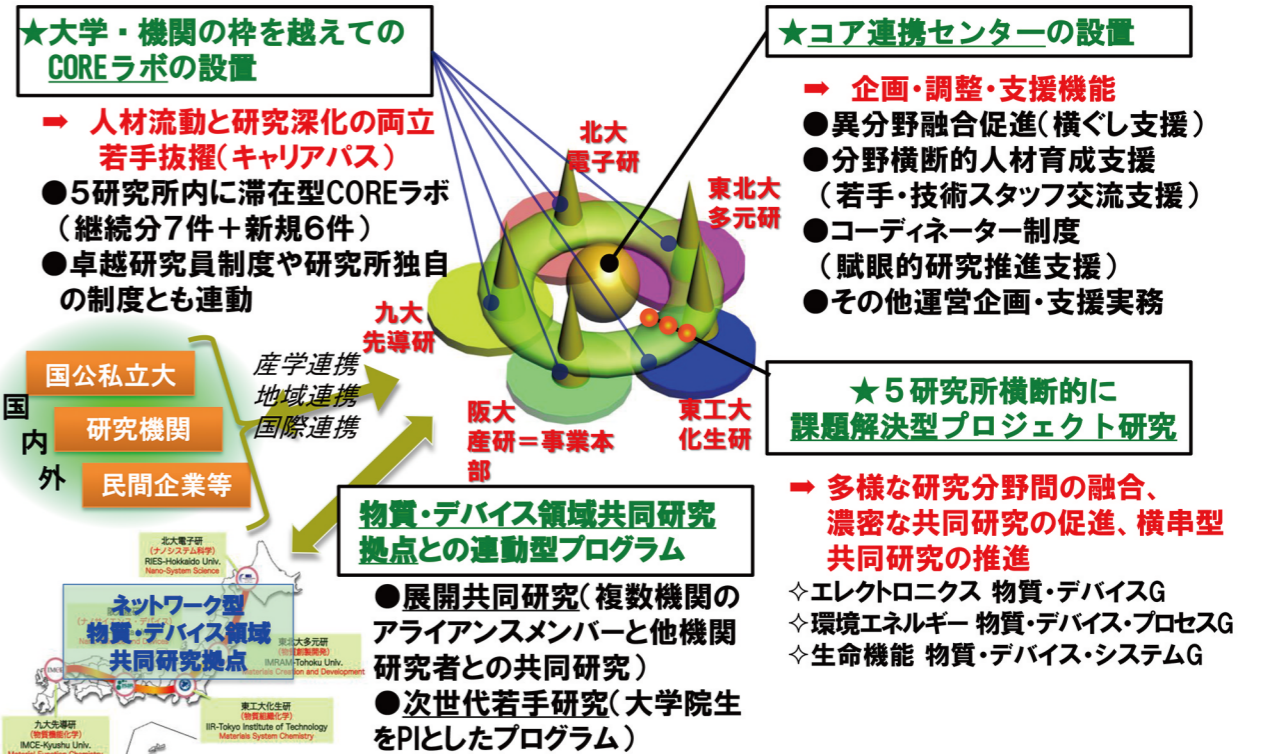 ★大学・機関の枠を越えての
COREラボの設置
➡ 人材流動と研究深化の両立
若手抜擢(キャリアパス)
●5研究所内に滞在型COREラボ
(継続分7件+新規6件)
●卓越研究員制度や研究所独自
の制度とも連動
★コア連携センターの設置
➡ 企画・調整・支援機能
●異分野融合促進(横ぐし支援)
●分野横断的人材育成支援
(若手・技術スタッフ交流支援)
●コーディネーター制度
(賦眼的研究推進支援)
●その他運営企画・支援実務
北大
電子研
東北大
多元研
九大
先導研
阪大
産研=事業本
部
東工大
化生研
国公私立大
研究機関
民間企業等
国
内
外
産学連携
地域連携
国際連携
★5研究所横断的に
課題解決型プロジェクト研究
➡ 多様な研究分野間の融合、
濃密な共同研究の促進、横串型
共同研究の推進
✧エレクトロニクス 物質・デバイスG
✧環境エネルギー 物質・デバイス・プロセスG
✧生命機能 物質・デバイス・システムG
物質・デバイス領域共同研究
拠点との連動型プログラム
●展開共同研究(複数機関の
アライアンスメンバーと他機関
研究者との共同研究)
●次世代若手研究(大学院生
をPIとしたプログラム)
北大電子研
(ナノシステム科学)
RIES-Hokkaido Univ.
Nano-System Science
ネットワーク型
物質・デバイス領域
共同研究拠点
東北大多元研
(物質創製開発)
IMRAM-Tohoku Univ.
Materials Creation and Development
東工大化生研
(物質組織化学)
IIR-Tokyo Institute of Technology
Materials System Chemistry
九大先導研
(物質機能化学)
IMCE-Kyushu Univ.
Material Function Chemistry